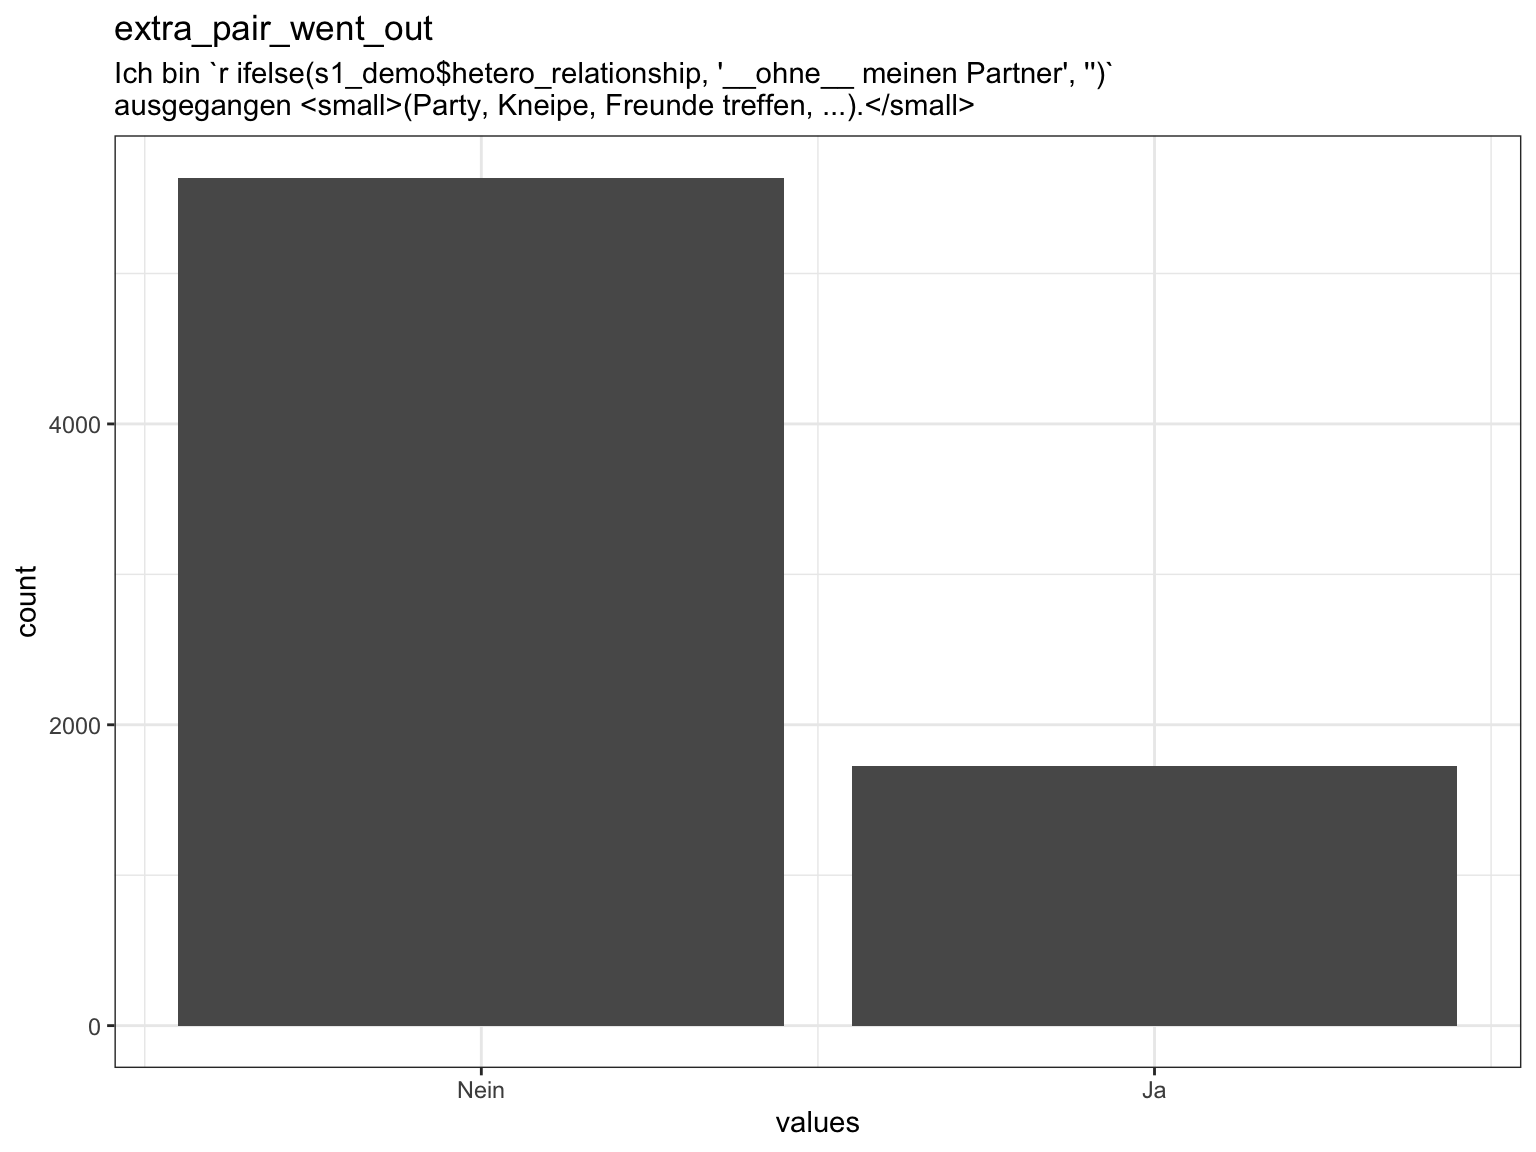 extra_pair_went_out
Ich bin `r ifelse(s1_demo$hetero_relationship, '__ohne__ meinen Partner', '')`
ausgegangen <small>(Party, Kneipe, Freunde treffen, ...).</small>
count
4000
2000
0
Nein
Ja
values